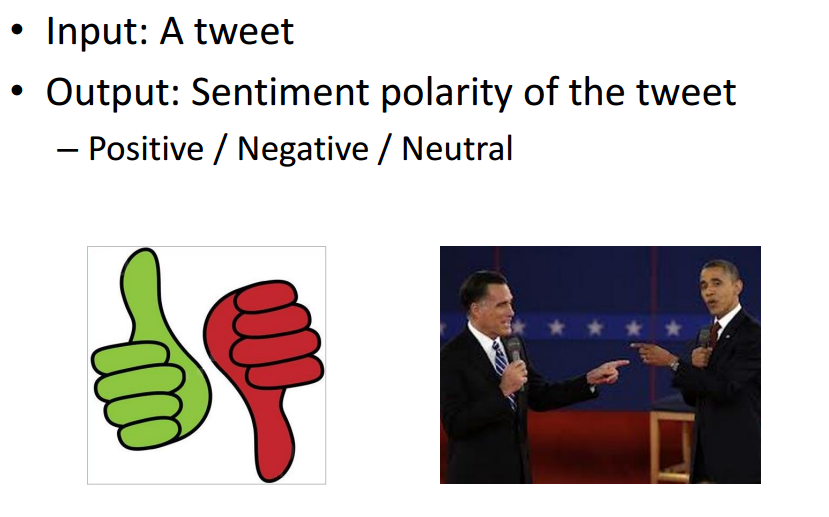 • Input: A tweet
• Output: Sentiment polarity of the tweet
– Positive / Negative / Neutral